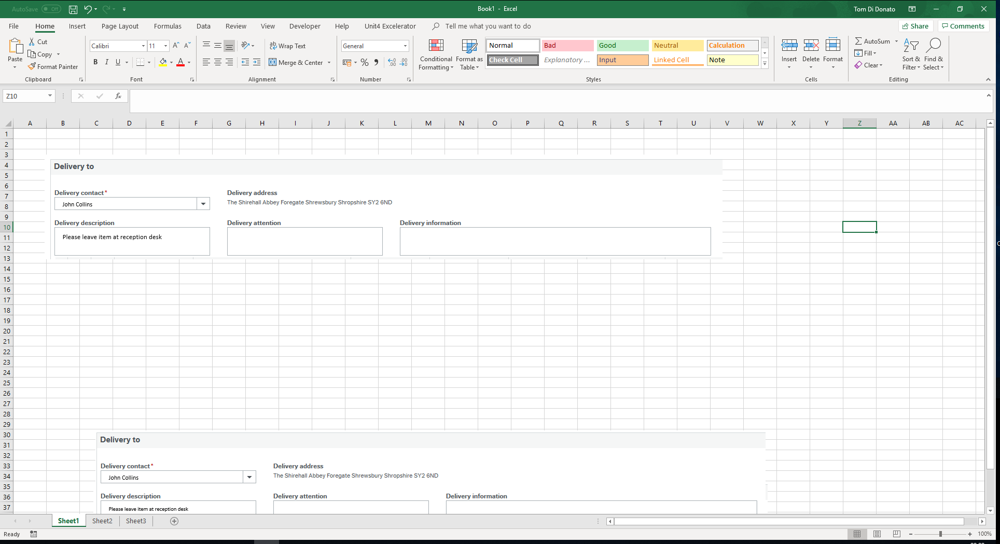 AutoSave Off Book1 - Excel Tom Di Donato
File Home Insert Page Layout Formulas Data Review View Developer Help Unit4 Excelerator Tell me what you want to do Share Comments
Paste
Cut
Copy
Format Painter
Clipboard
Calibri 11
B I U
Font
Wrap Text
Merge & Center
Alignment
General
Number
Conditional Formatting
Format as Table
Normal Bad Good Neutral Calculation
Check Cell Explanatory ... Input Linked Cell Note
Styles
Insert Delete Format
Cells
AutoSum
Fill
Clear
Sort & Filter
Find & Select
Editing
Z10 fx
A B C D E F G H I J K L M N O P Q R S T U V W X Y Z AA AB AC
1
2
3
4
5
6
7
8
9
10
11
12
13
14
15
16
17
18
19
20
21
22
23
24
25
26
27
28
29
30
31
32
33
34
35
36
37
Delivery to
Delivery contact* Delivery address
John Collins The Shirehall Abbey Foregate Shrewsbury Shropshire SY2 6ND
Delivery description Delivery attention Delivery information
Please leave item at reception desk
Delivery to
Delivery contact* Delivery address
John Collins The Shirehall Abbey Foregate Shrewsbury Shropshire SY2 6ND
Delivery description Delivery attention Delivery information
Please leave item at reception desk
Sheet1 Sheet2 Sheet3
Ready 100%